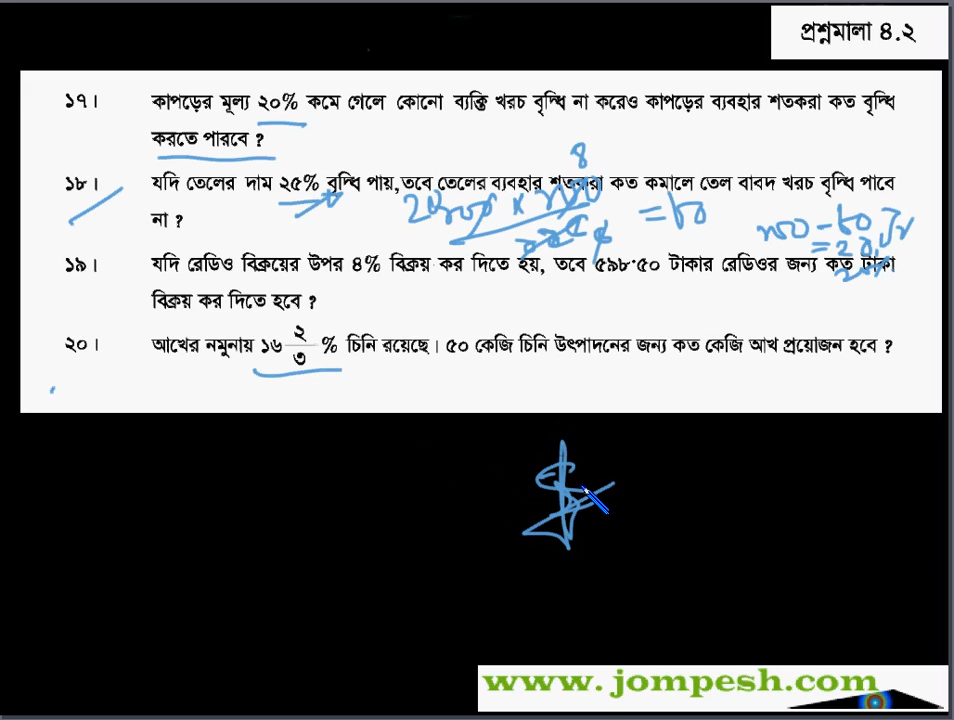 প্রশ্নমালা ৪.২
১৭। কাপড়ের মূল্য ২০% কমে গেলে কোনো ব্যক্তি খরচ বৃদ্ধি না করেও কাপড়ের ব্যবহার শতকরা কত বৃদ্ধি
করতে পারবে ?
১৮। যদি তেলের দাম ২৫% বৃদ্ধি পায়, তবে তেলের ব্যবহার শতকরা কত কমালে তেল বাবদ খরচ বৃদ্ধি পাবে
না ?
১৯। যদি রেডিও বিক্রয়ের উপর ৪% বিক্রয় কর দিতে হয়, তবে ৫৯৮·৫০ টাকার রেডিওর জন্য কত টাকা
বিক্রয় কর দিতে হবে ?
২০। আখের নমুনায় ১৬ ২/৩ % চিনি রয়েছে। ৫০ কেজি চিনি উৎপাদনের জন্য কত কেজি আখ প্রয়োজন হবে ?
= ৮০
www. jompesh.com